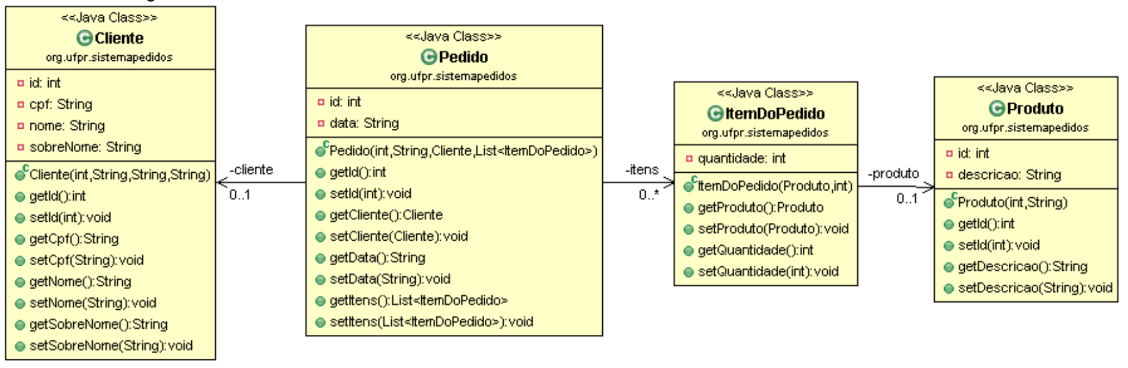 <<Java Class>>
Cliente
org.ufpr.sistemapedidos
id: int
cpf: String
nome: String
sobreNome: String
Cliente(int,String,String,String)
getId():int
setId(int):void
getCpf():String
setCpf(String):void
getNome():String
setNome(String):void
getSobreNome():String
setSobreNome(String):void
-cliente
0..1
<<Java Class>>
Pedido
org.ufpr.sistemapedidos
id: int
data: String
Pedido(int,String,Cliente,List<ItemDoPedido>)
getId():int
setId(int):void
getCliente():Cliente
setCliente(Cliente):void
getData():String
setData(String):void
getItens():List<ItemDoPedido>
setItens(List<ItemDoPedido>):void
-itens
0..*
<<Java Class>>
ItemDoPedido
org.ufpr.sistemapedidos
quantidade: int
ItemDoPedido(Produto,int)
getProduto():Produto
setProduto(Produto):void
getQuantidade():int
setQuantidade(int):void
-produto
0..1
<<Java Class>>
Produto
org.ufpr.sistemapedidos
id: int
descricao: String
Produto(int,String)
getId():int
setId(int):void
getDescricao():String
setDescricao(String):void